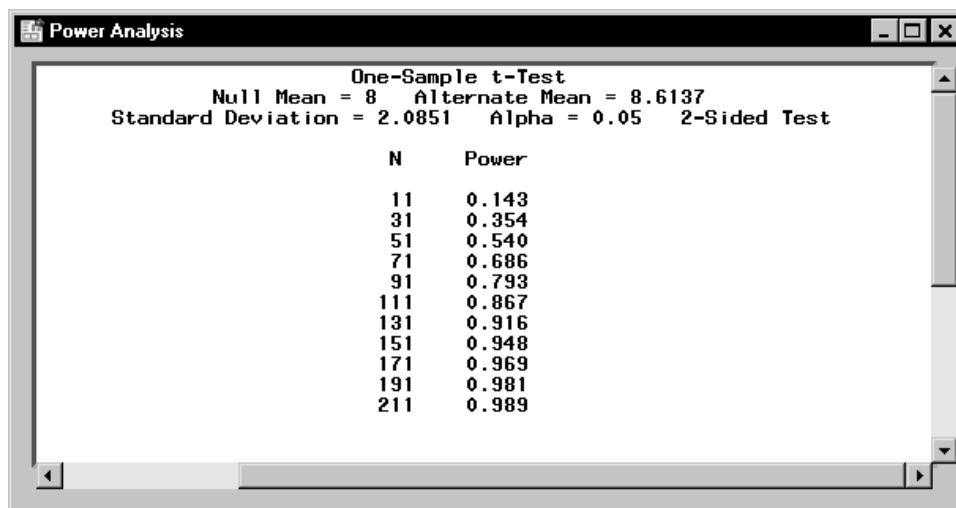 Power Analysis
One-Sample t-Test
Null Mean = 8 Alternate Mean = 8.6137
Standard Deviation = 2.0851 Alpha = 0.05 2-Sided Test
N Power
11 0.143
31 0.354
51 0.540
71 0.686
91 0.793
111 0.867
131 0.916
151 0.948
171 0.969
191 0.981
211 0.989